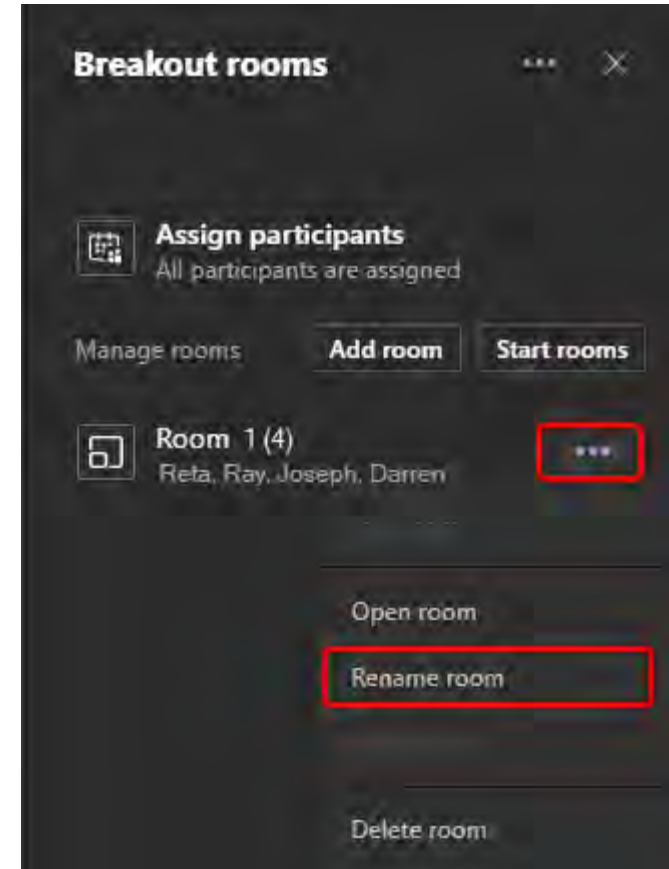 Breakout rooms
Assign participants
All participants are assigned
Manage rooms Add room Start rooms
Room 1 (4)
Reta, Ray, Joseph, Darren
Open room
Rename room
Delete room